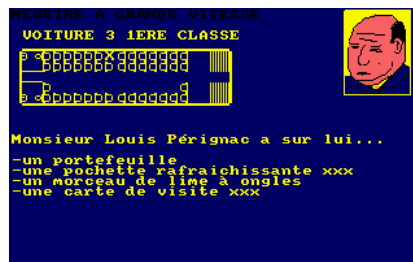 MEURTRE A GRANDE VITESSE
VOITURE 3 1ERE CLASSE
X
Monsieur Louis Pérignac a sur lui...
-un portefeuille
-une pochette rafraichissante xxx
-un morceau de lime à ongles
-une carte de visite xxx